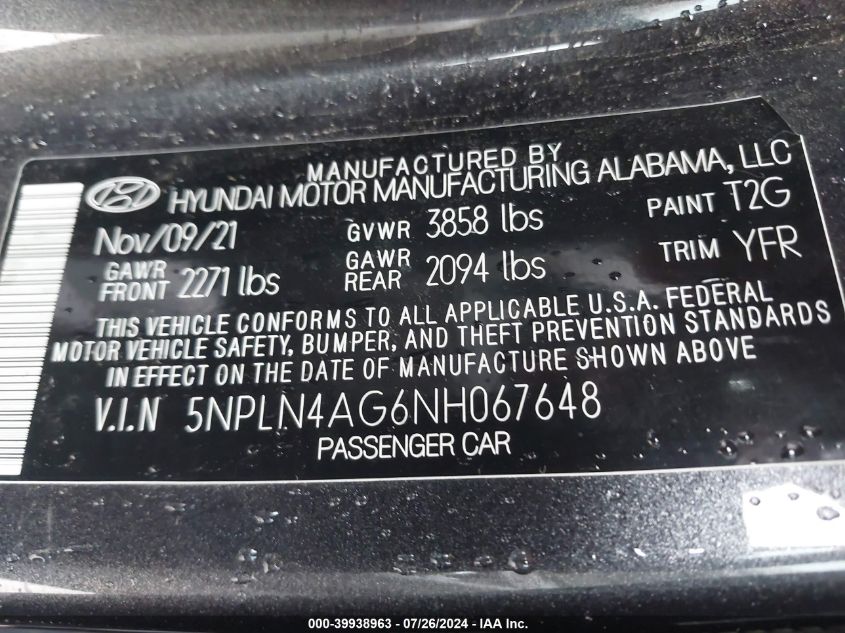 MANUFACTURED BY
HYUNDAI MOTOR MANUFACTURING ALABAMA, LLC
Nov/09/21 GVWR 3858 lbs PAINT T2G
GAWR FRONT 2271 lbs GAWR REAR 2094 lbs TRIM YFR
THIS VEHICLE CONFORMS TO ALL APPLICABLE U.S.A. FEDERAL
MOTOR VEHICLE SAFETY, BUMPER, AND THEFT PREVENTION STANDARDS
IN EFFECT ON THE DATE OF MANUFACTURE SHOWN ABOVE
V.I.N 5NPLN4AG6NH067648
PASSENGER CAR
000-39938963 - 07/26/2024 - IAA Inc.